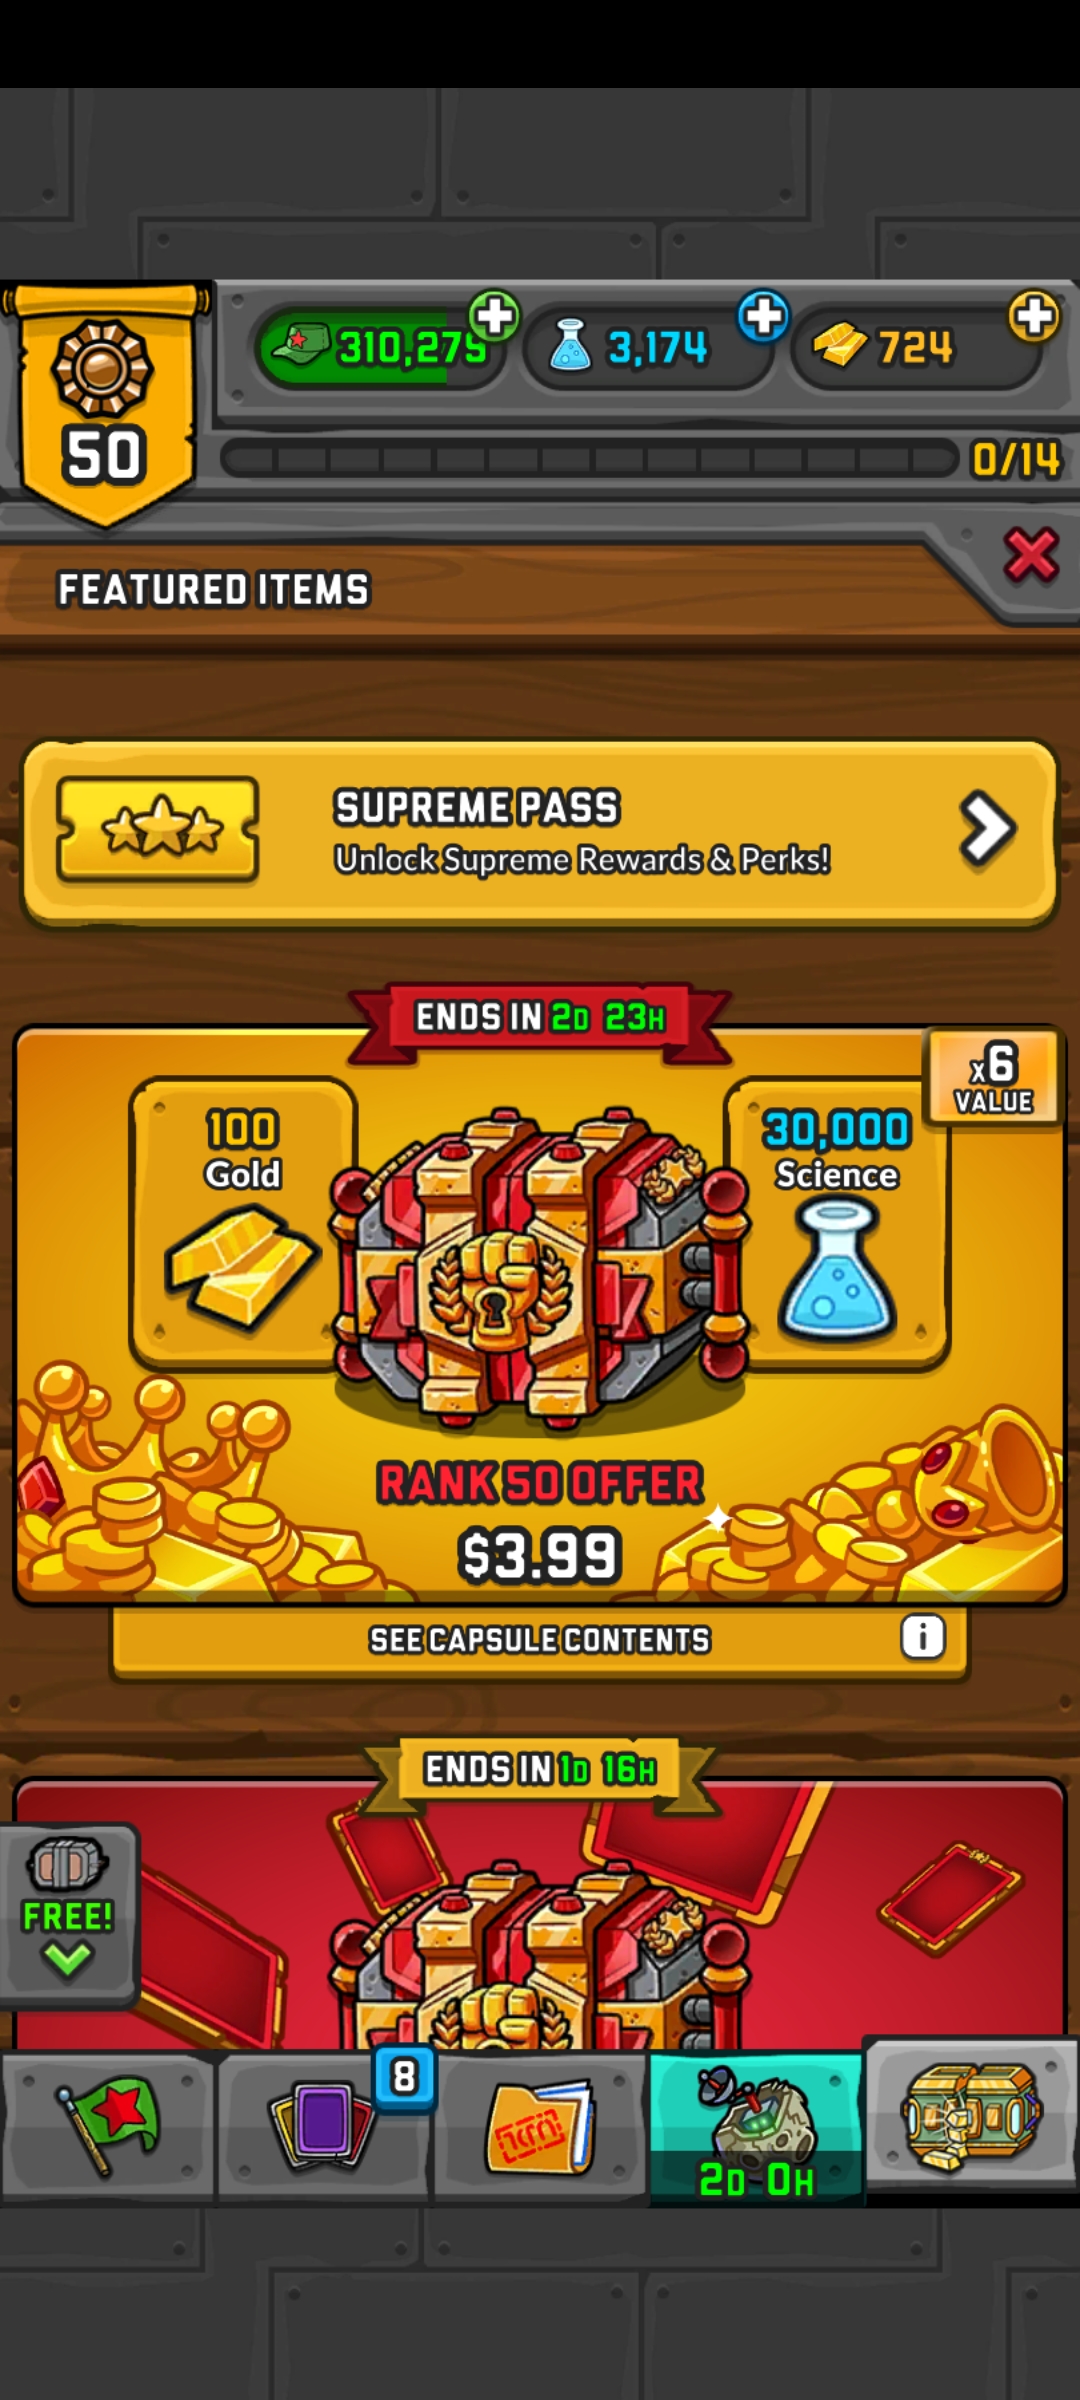 310,279
3,174
724
50
0/14
FEATURED ITEMS
SUPREME PASS
Unlock Supreme Rewards & Perks!
ENDS IN 2D 23H
x6
VALUE
100
Gold
30,000
Science
RANK 50 OFFER
$3.99
SEE CAPSULE CONTENTS
i
ENDS IN 1D 16H
FREE!
8
2D 0H